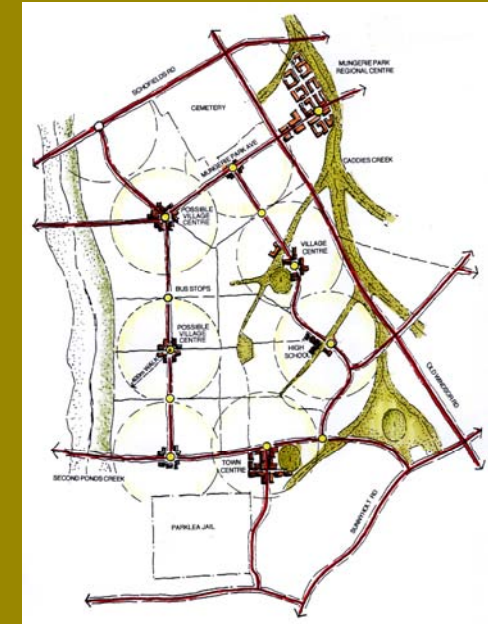 SCHOFIELDS RD
MUNGERIE PARK
REGIONAL CENTRE
CEMETERY
MUNGERIE PARK AVE
CADDIES CREEK
POSSIBLE
VILLAGE
CENTRE
VILLAGE
CENTRE
BUS STOPS
POSSIBLE
VILLAGE
CENTRE
HIGH
SCHOOL
OLD WINDSOR RD
TOWN
CENTRE
SECOND PONDS CREEK
SUNNYHOLT RD
PARKLEA JAIL